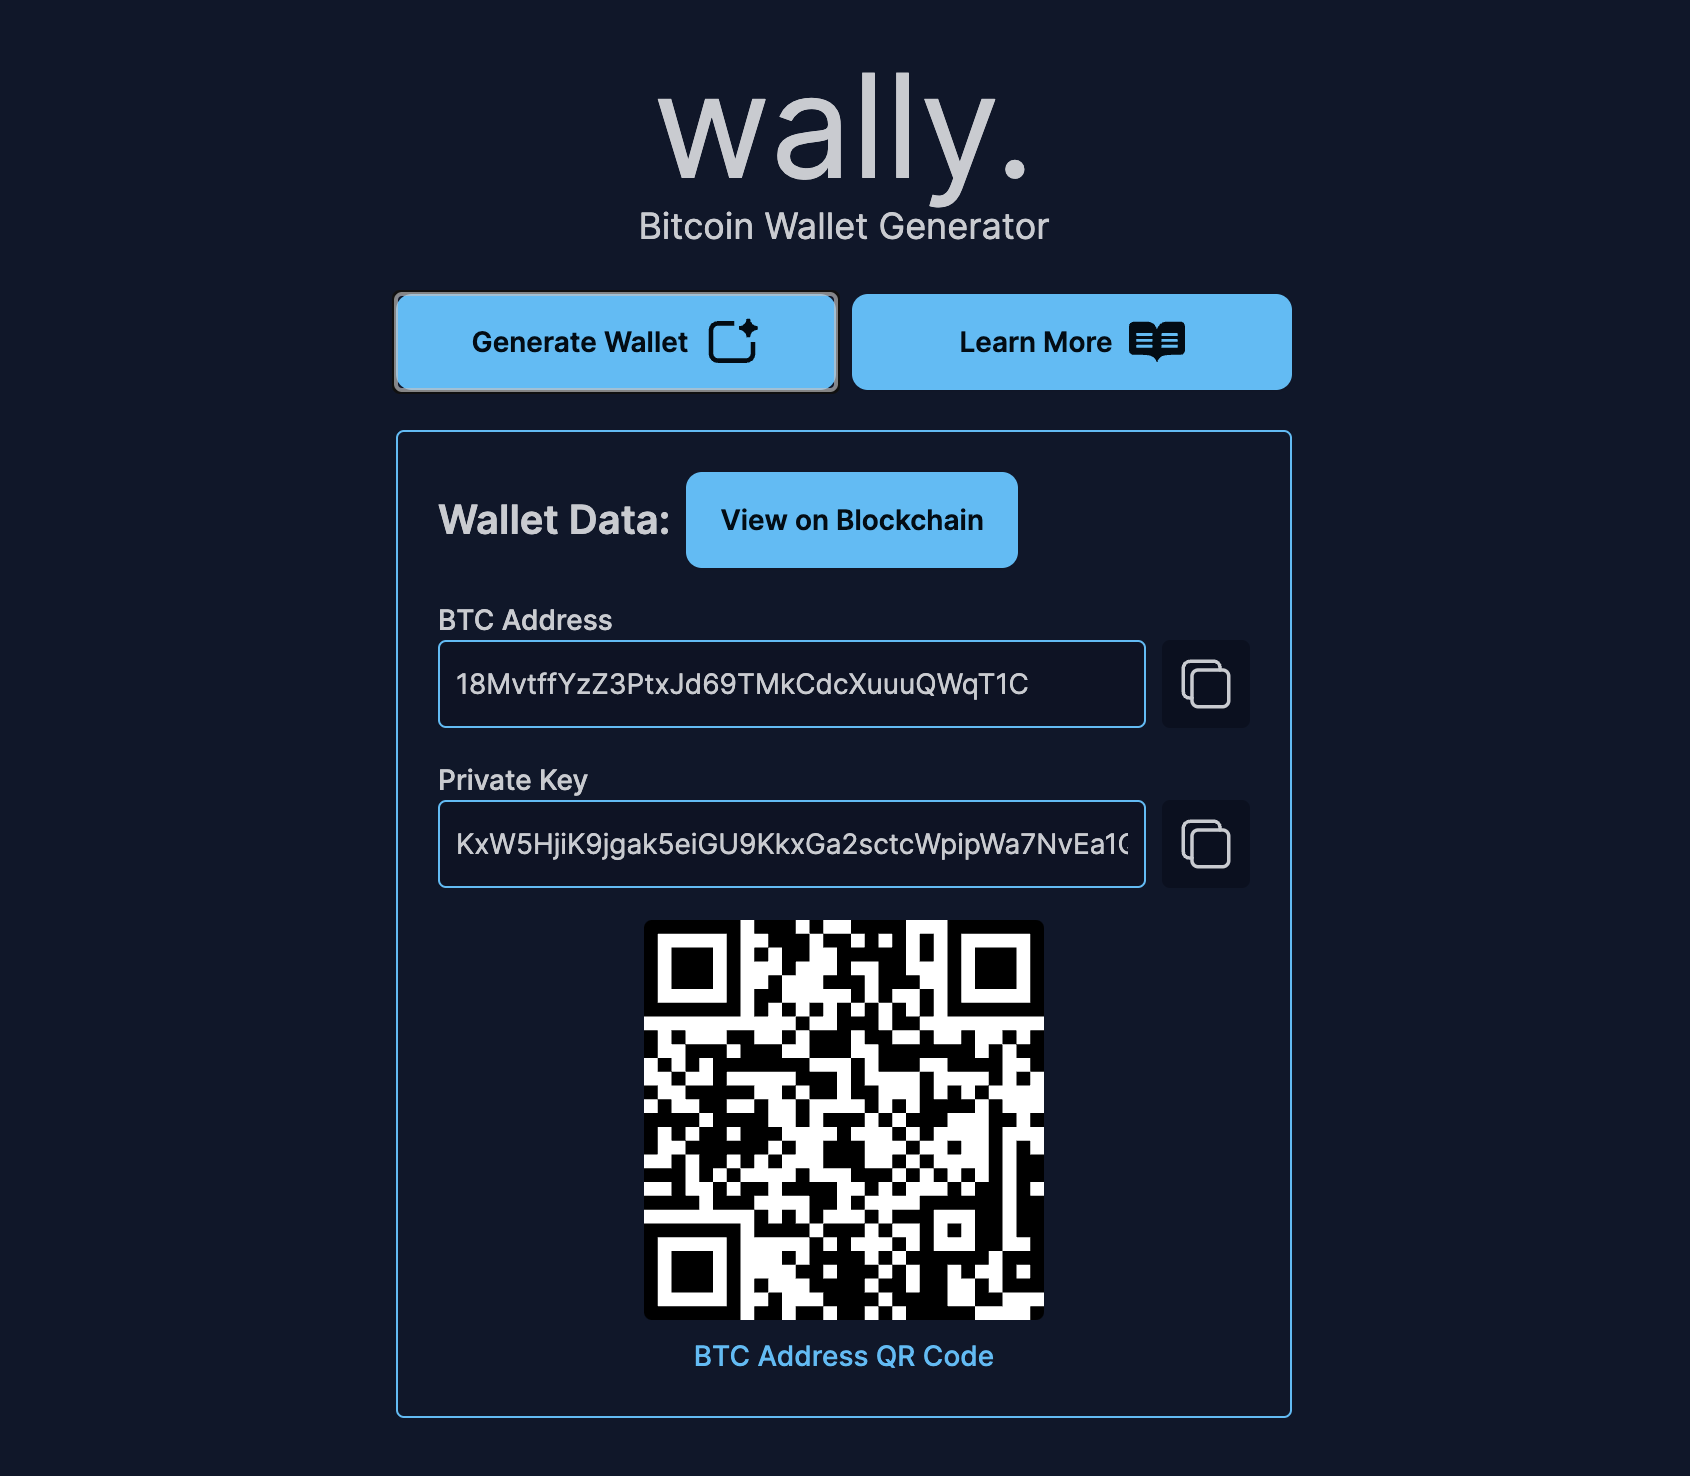 wally.
Bitcoin Wallet Generator
Generate Wallet
Learn More
Wallet Data:
View on Blockchain
BTC Address
18MvtffYzZ3PtxJd69TMkCdcXuuuQWqT1C
Private Key
KxW5HjiK9jgak5eiGU9KkxGa2sctcWpipWa7NvEa1
BTC Address QR Code